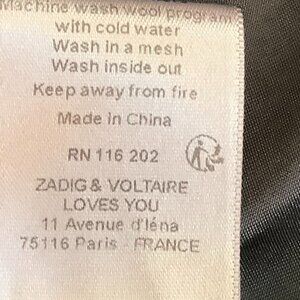 Machine wash wool program
with cold water
Wash in a mesh
Wash inside out
Keep away from fire
Made in China
RN 116 202
ZADIG & VOLTAIRE
LOVES YOU
11 Avenue d'Iéna
75116 Paris - FRANCE